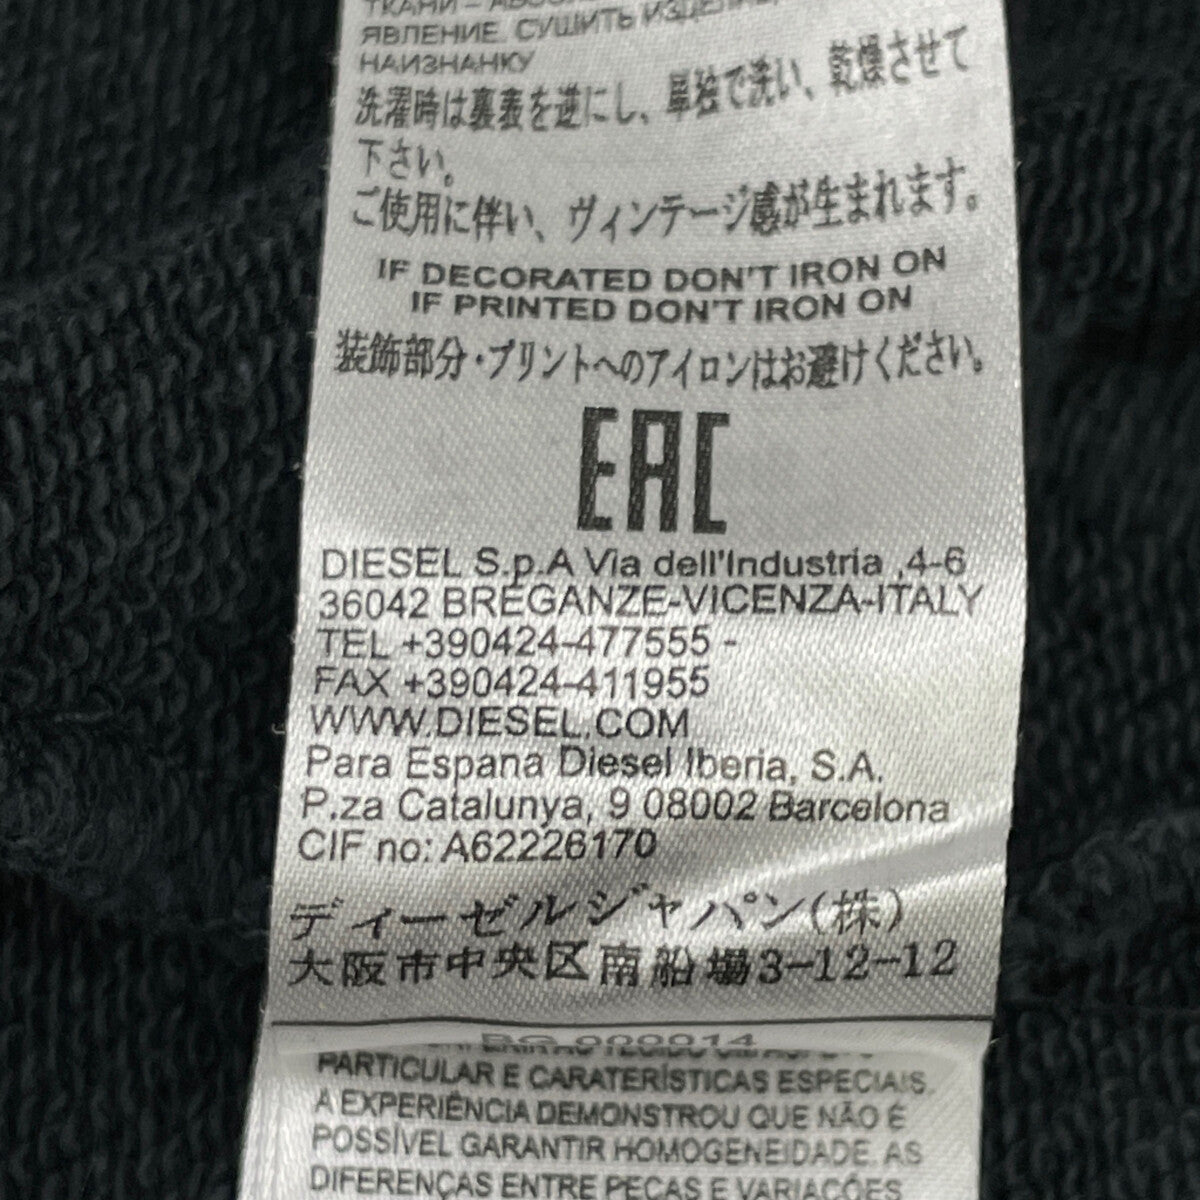 ТКАНИ – АБСОЛ
ЯВЛЕНИЕ. СУШИТЬ ИЗДЕЛ
НАИЗНАНКУ
洗濯時は裏表を逆にし、単独で洗い、乾燥させて
下さい。
ご使用に伴い、ヴィンテージ感が生まれます。
IF DECORATED DON'T IRON ON
IF PRINTED DON'T IRON ON
装飾部分・プリントへのアイロンはお避けください。
EAC
DIESEL S.p.A Via dell'Industria ,4-6
36042 BREGANZE-VICENZA-ITALY
TEL +390424-477555 -
FAX +390424-411955
WWW.DIESEL.COM
Para Espana Diesel Iberia, S.A.
P.za Catalunya, 9 08002 Barcelona
CIF no: A62226170
ディーゼルジャパン(株)
大阪市中央区南船場3-12-12
PARTICULAR E CARATERÍSTICAS ESPECIAIS.
A EXPERIÊNCIA DEMONSTROU QUE NÃO É
POSSÍVEL GARANTIR HOMOGENEIDADE. AS
DIFERENÇAS ENTRE PEÇAS E VARIAÇÕES